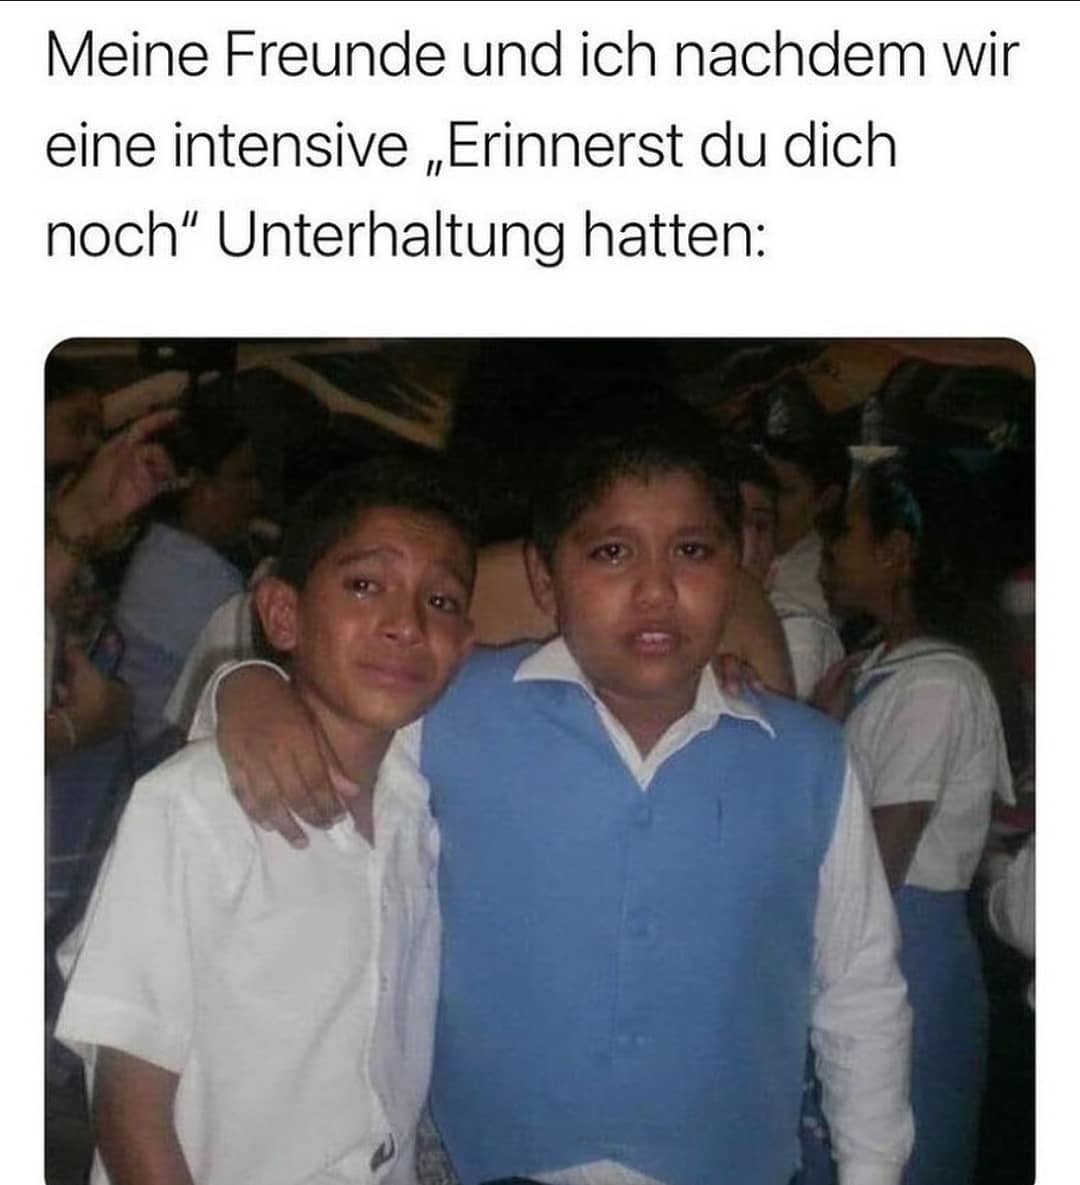 Meine Freunde und ich nachdem wir
eine intensive „Erinnerst du dich
noch“ Unterhaltung hatten: